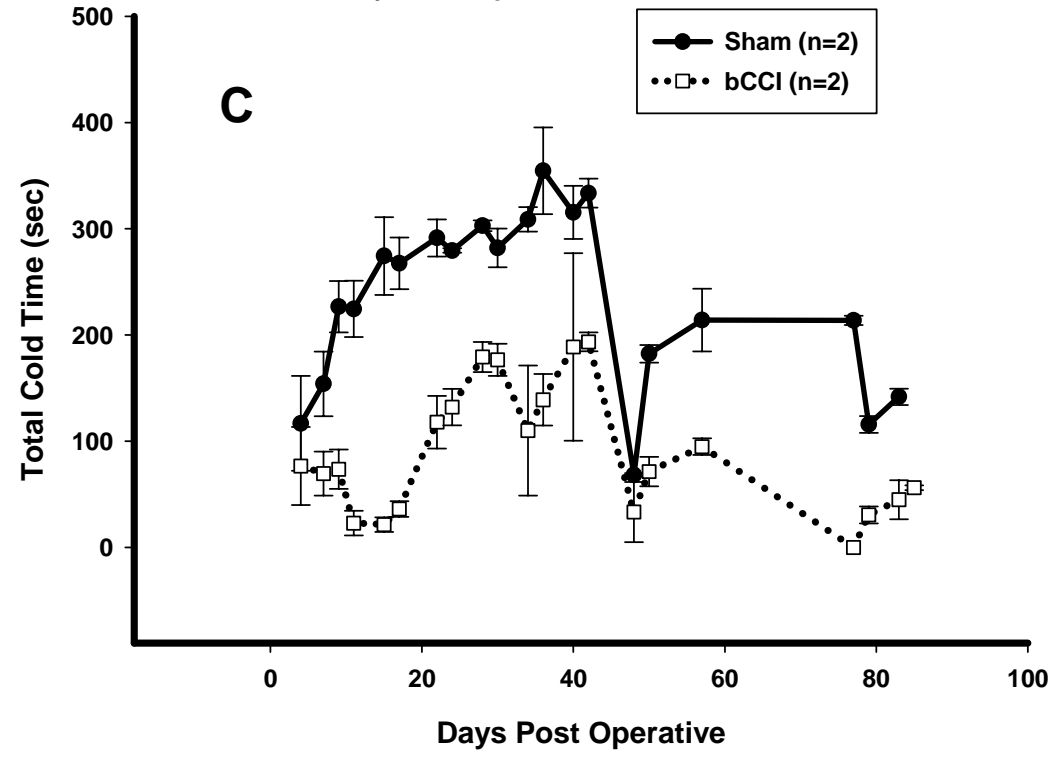 500
Sham (n=2)
bCCI (n=2)
C
400
300
200
100
0
Total Cold Time (sec)
0 20 40 60 80 100
Days Post Operative